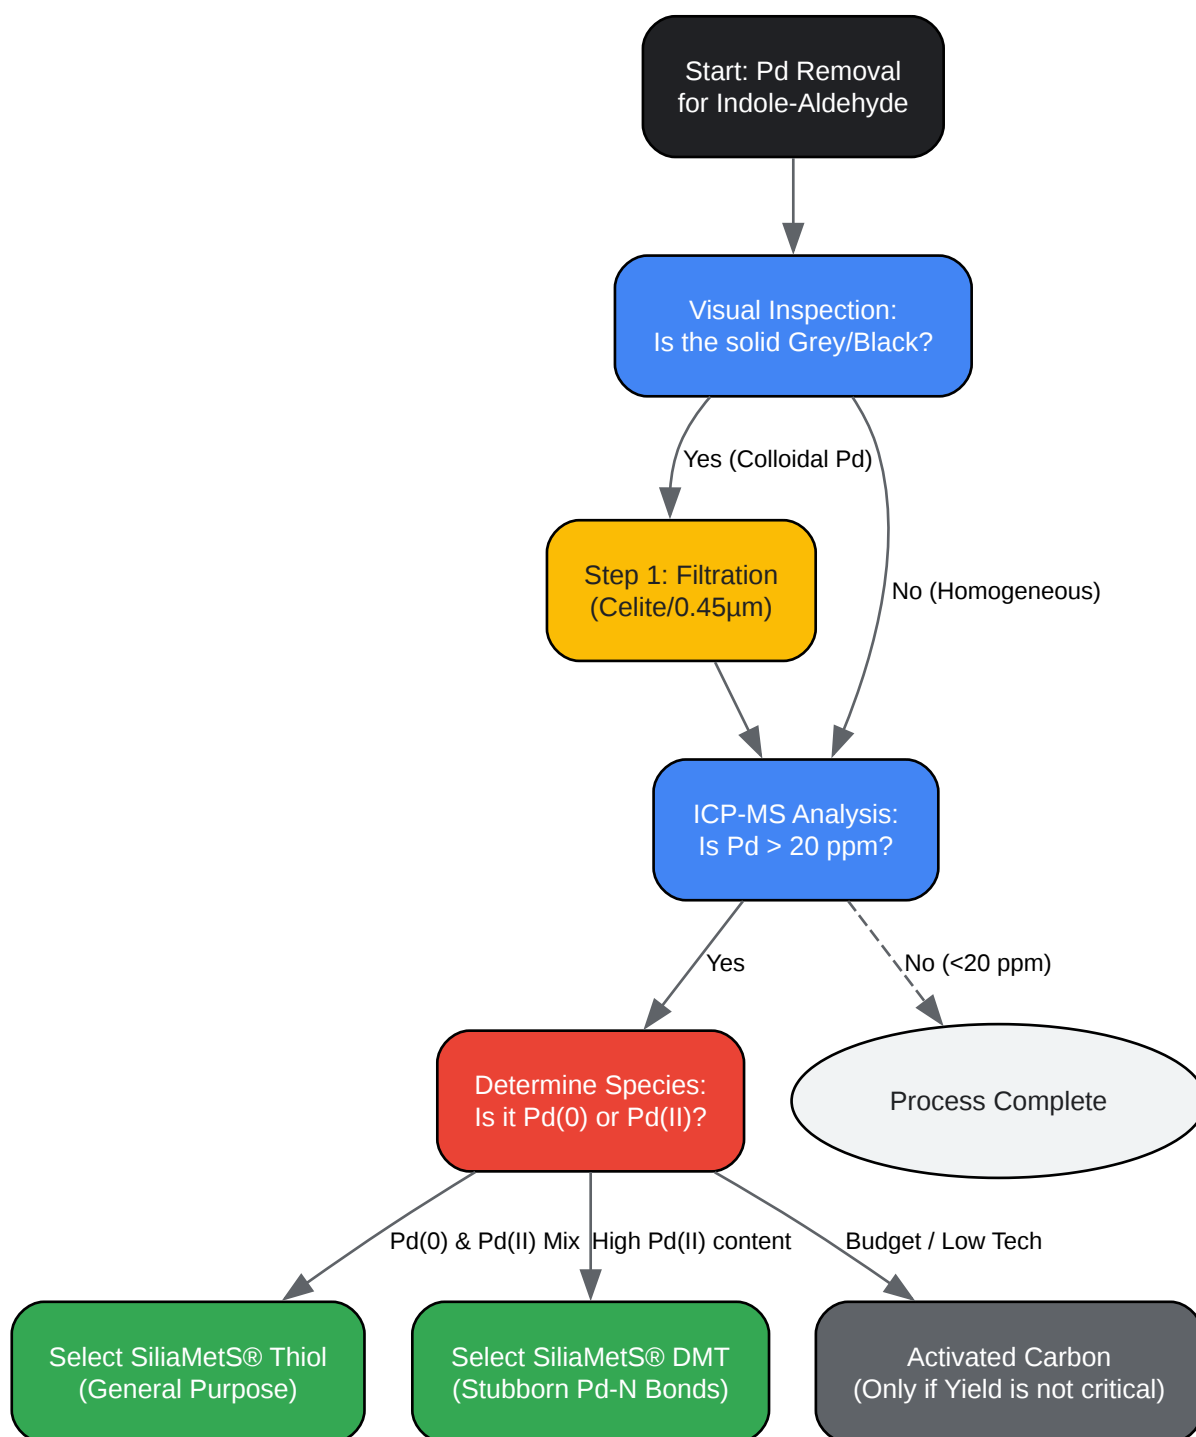 Start: Pd Removal
for Indole-Aldehyde
Visual Inspection:
Is the solid Grey/Black?
Yes (Colloidal Pd)
Step 1: Filtration
(Celite/0.45µm)
No (Homogeneous)
ICP-MS Analysis:
Is Pd > 20 ppm?
Yes
No (<20 ppm)
Determine Species:
Is it Pd(0) or Pd(II)?
Process Complete
Pd(0) & Pd(II) Mix
High Pd(II) content
Budget / Low Tech
Select SiliaMetS® Thiol
(General Purpose)
Select SiliaMetS® DMT
(Stubborn Pd-N Bonds)
Activated Carbon
(Only if Yield is not critical)